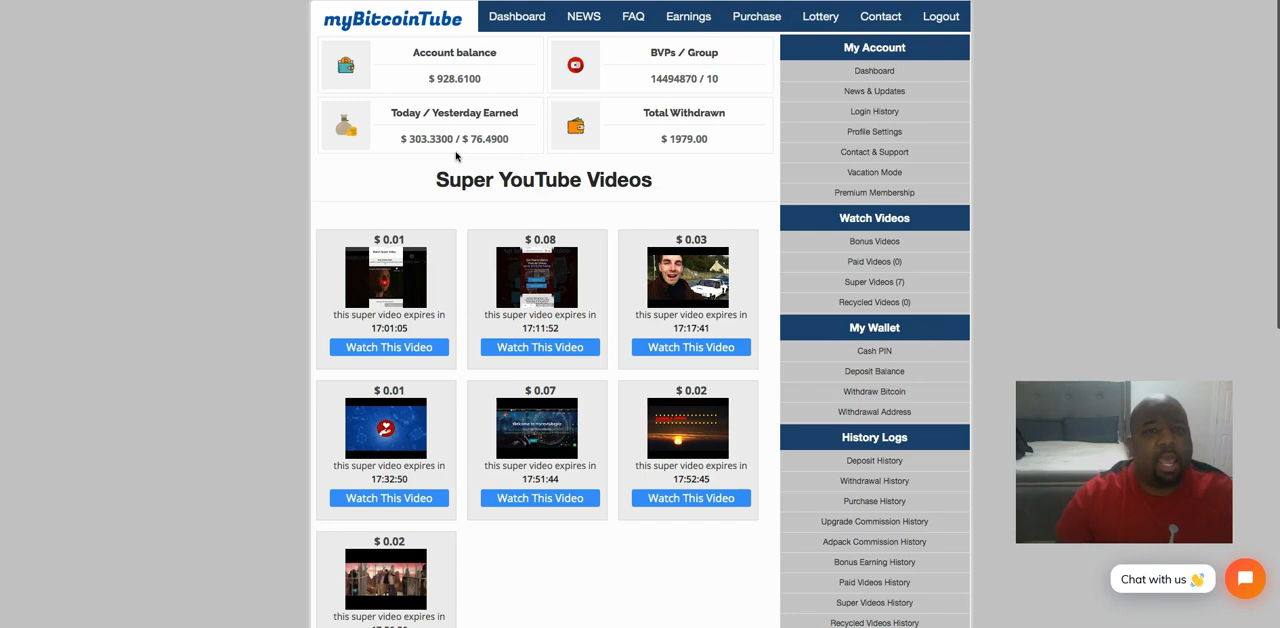 myBitcoinTube
Dashboard
NEWS
FAQ
Earnings
Purchase
Lottery
Contact
Logout
Account balance
$ 928.6100
BVPs / Group
14494870 / 10
Today / Yesterday Earned
$ 303.3300 / $ 76.4900
Total Withdrawn
$ 1979.00
Super YouTube Videos
$ 0.01
this super video expires in
17:01:05
Watch This Video
$ 0.08
this super video expires in
17:11:52
Watch This Video
$ 0.03
this super video expires in
17:17:41
Watch This Video
$ 0.01
this super video expires in
17:32:50
Watch This Video
$ 0.07
this super video expires in
17:51:44
Watch This Video
$ 0.02
this super video expires in
17:52:45
Watch This Video
$ 0.02
this super video expires in
My Account
Dashboard
News & Updates
Login History
Profile Settings
Contact & Support
Vacation Mode
Premium Membership
Watch Videos
Bonus Videos
Paid Videos (0)
Super Videos (7)
Recycled Videos (0)
My Wallet
Cash PIN
Deposit Balance
Withdraw Bitcoin
Withdrawal Address
History Logs
Deposit History
Withdrawal History
Purchase History
Upgrade Commission History
Adpack Commission History
Bonus Earning History
Paid Videos History
Super Videos History
Recycled Videos History
Chat with us 👋